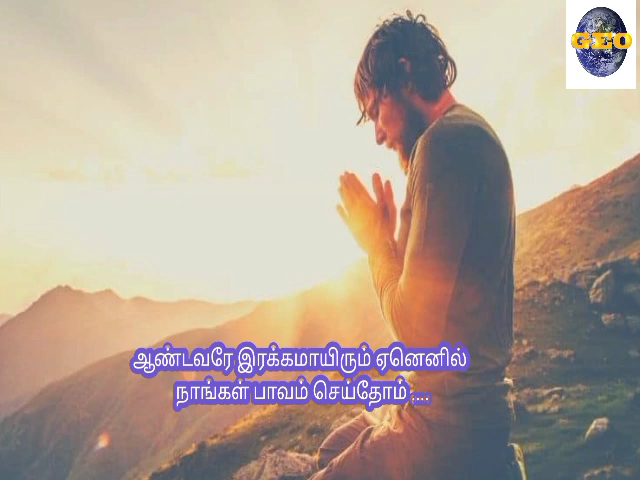 GEO
ஆண்டவரே இரக்கமாயிரும் ஏனெனில்
நாங்கள் பாவம் செய்தோம் ....